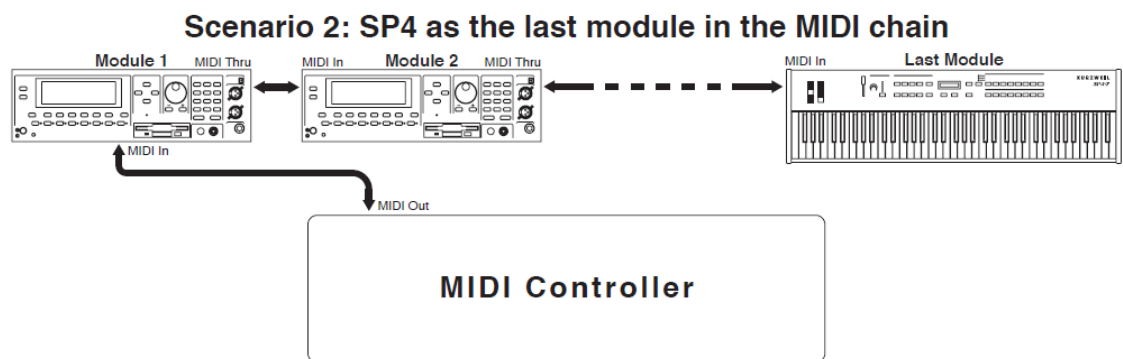 Scenario 2: SP4 as the last module in the MIDI chain
Module 1 MIDI Thru MIDI In Module 2 MIDI Thru MIDI In Last Module
KURZWEIL
MIDI In
MIDI Out
MIDI Controller